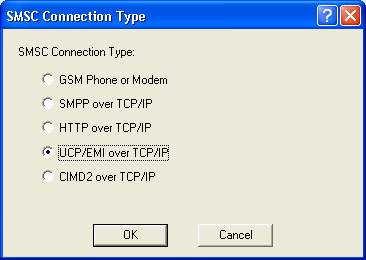 SMSC Connection Type
SMSC Connection Type:
GSM Phone or Modem
SMPP over TCP/IP
HTTP over TCP/IP
UCP/EMI over TCP/IP
CIMD2 over TCP/IP
OK
Cancel